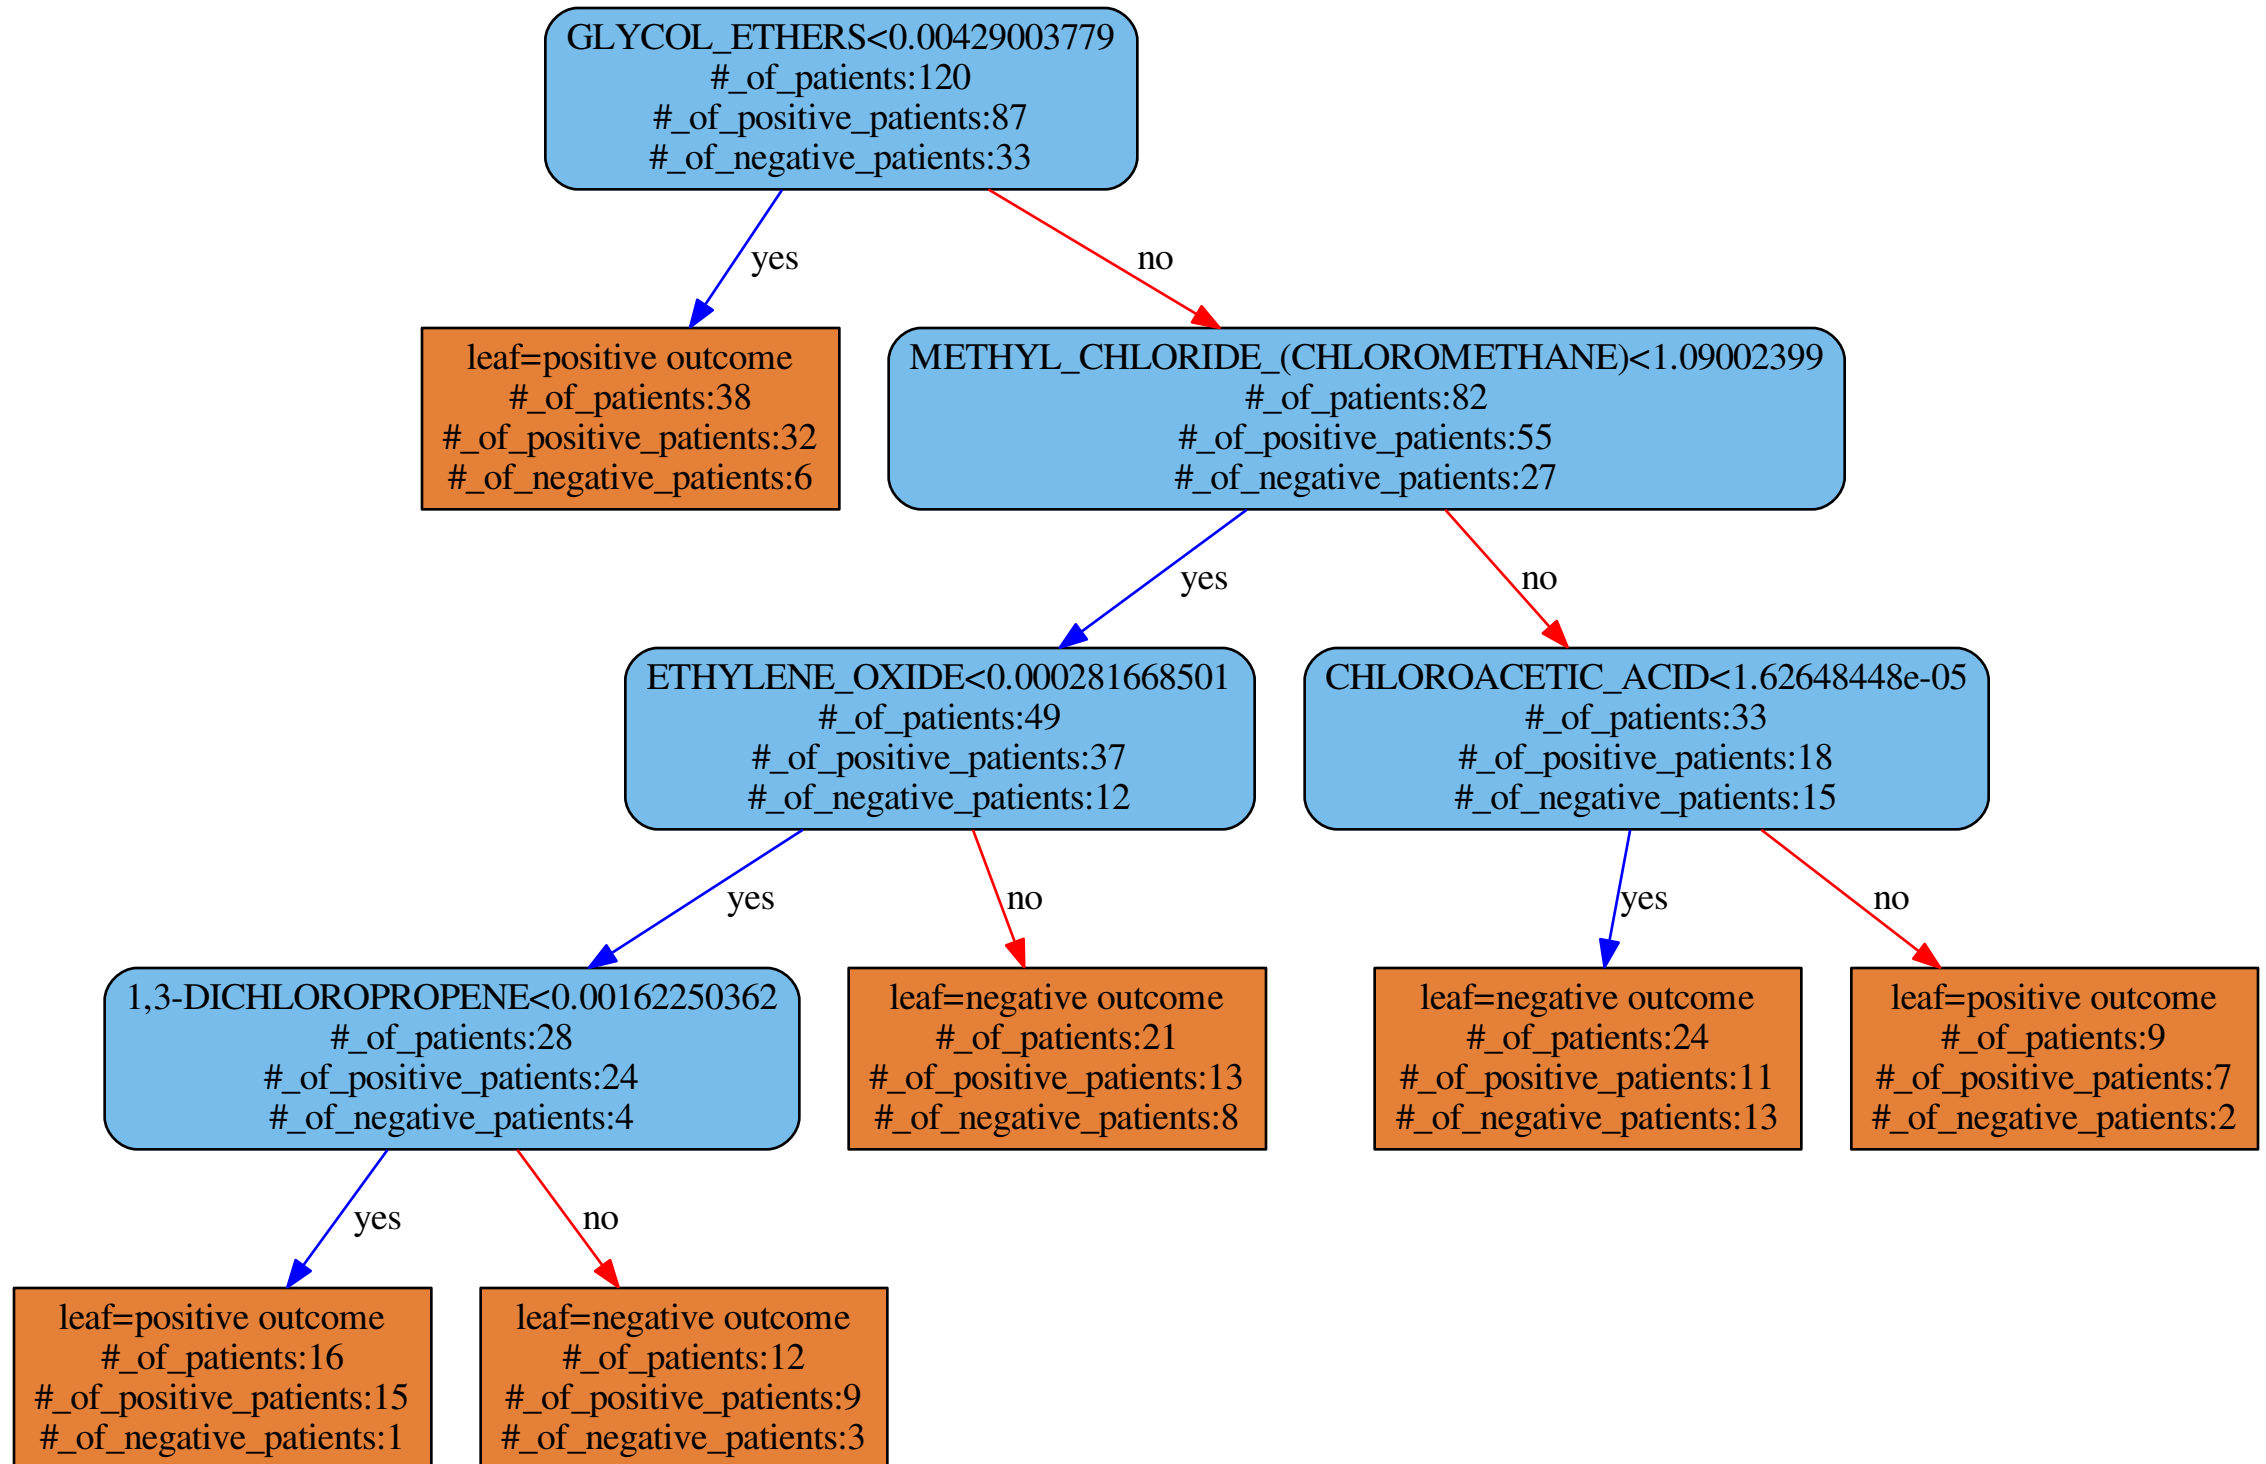 GLYCOL_ETHERS<0.00429003779
#_of_patients:120
#_of_positive_patients:87
#_of_negative_patients:33
yes
no
leaf=positive outcome
#_of_patients:38
#_of_positive_patients:32
#_of_negative_patients:6
METHYL_CHLORIDE_(CHLOROMETHANE)<1.09002399
#_of_patients:82
#_of_positive_patients:55
#_of_negative_patients:27
yes
no
ETHYLENE_OXIDE<0.000281668501
#_of_patients:49
#_of_positive_patients:37
#_of_negative_patients:12
CHLOROACETIC_ACID<1.62648448e-05
#_of_patients:33
#_of_positive_patients:18
#_of_negative_patients:15
yes
no
yes
no
1,3-DICHLOROPROPENE<0.00162250362
#_of_patients:28
#_of_positive_patients:24
#_of_negative_patients:4
leaf=negative outcome
#_of_patients:21
#_of_positive_patients:13
#_of_negative_patients:8
leaf=negative outcome
#_of_patients:24
#_of_positive_patients:11
#_of_negative_patients:13
leaf=positive outcome
#_of_patients:9
#_of_positive_patients:7
#_of_negative_patients:2
yes
no
leaf=positive outcome
#_of_patients:16
#_of_positive_patients:15
#_of_negative_patients:1
leaf=negative outcome
#_of_patients:12
#_of_positive_patients:9
#_of_negative_patients:3